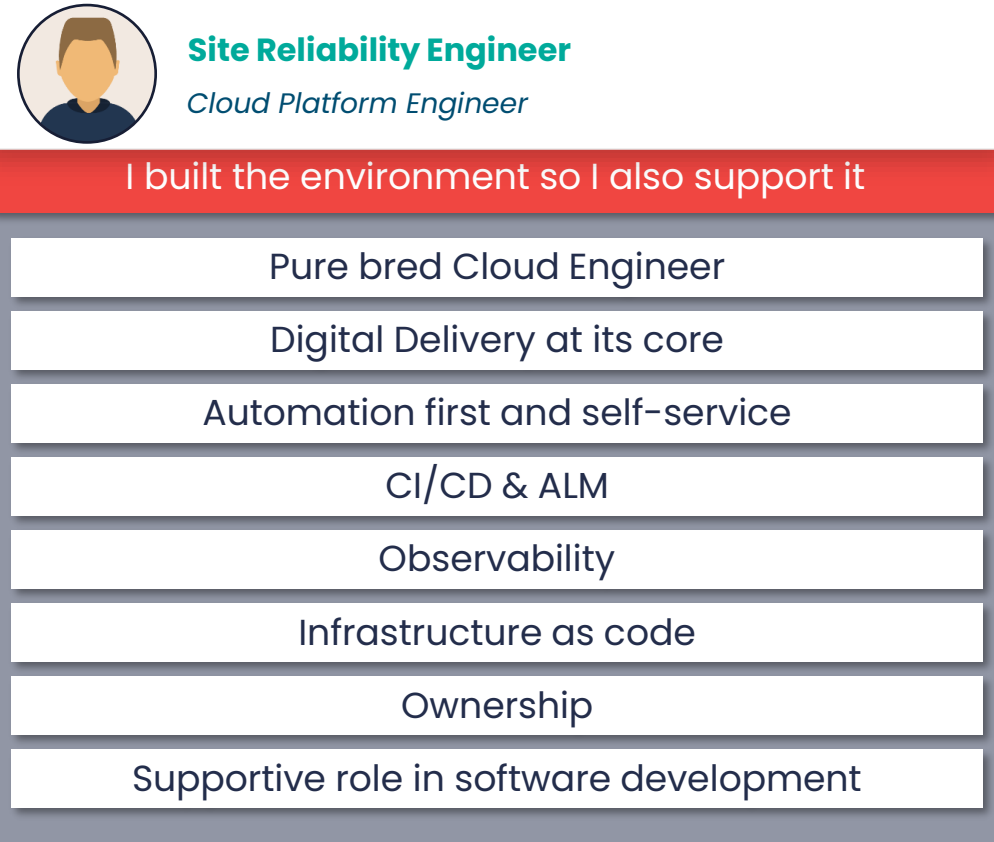 Site Reliability Engineer
Cloud Platform Engineer
I built the environment so I also support it
Pure bred Cloud Engineer
Digital Delivery at its core
Automation first and self-service
CI/CD & ALM
Observability
Infrastructure as code
Ownership
Supportive role in software development